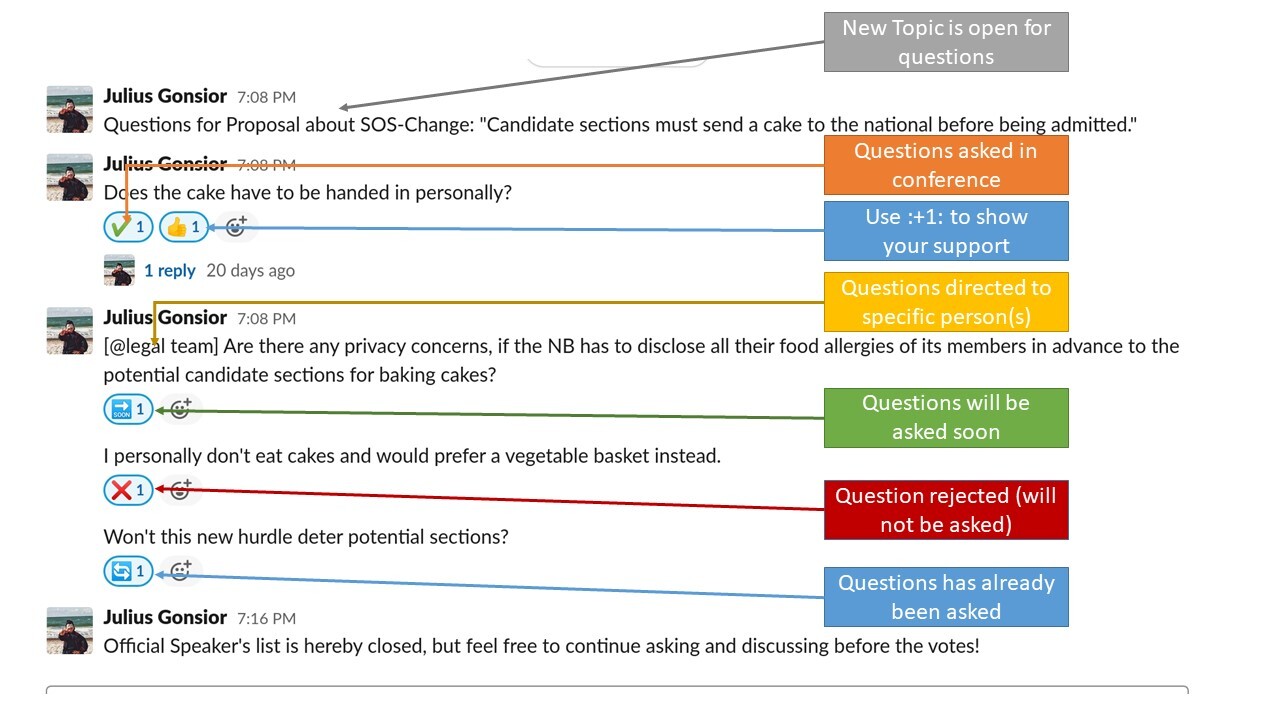 New Topic is open for
questions
Julius Gonsior 7:08 PM
Questions for Proposal about SOS-Change: "Candidate sections must send a cake to the national before being admitted."
Questions asked in
conference
Julius Gonsior 7:08 PM
Does the cake have to be handed in personally?
1 1
Use :+1: to show
your support
1 reply 20 days ago
Questions directed to
specific person(s)
Julius Gonsior 7:08 PM
[@legal team] Are there any privacy concerns, if the NB has to disclose all their food allergies of its members in advance to the
potential candidate sections for baking cakes?
SOON 1
Questions will be
asked soon
I personally don't eat cakes and would prefer a vegetable basket instead.
1
Question rejected (will
not be asked)
Won't this new hurdle deter potential sections?
1
Questions has already
been asked
Julius Gonsior 7:16 PM
Official Speaker's list is hereby closed, but feel free to continue asking and discussing before the votes!